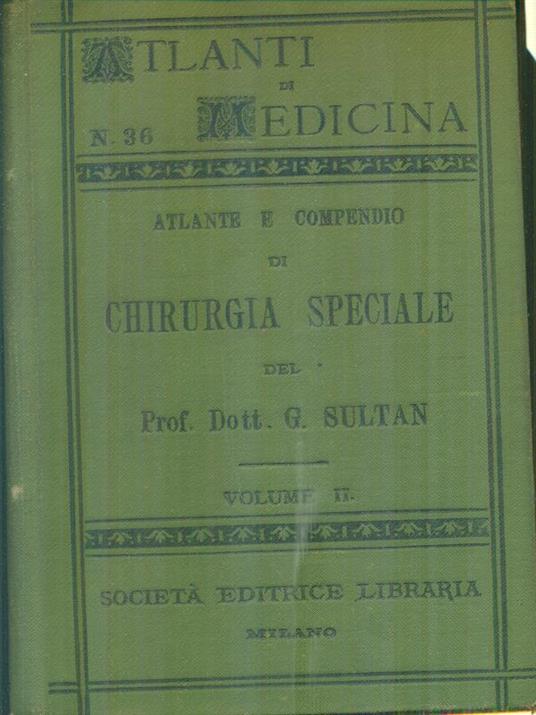 ATLANTI
DI
N. 36 MEDICINA
ATLANTE E COMPENDIO
DI
CHIRURGIA SPECIALE
DEL
Prof. Dott. G. SULTAN
VOLUME II.
SOCIETÀ EDITRICE LIBRARIA
MILANO